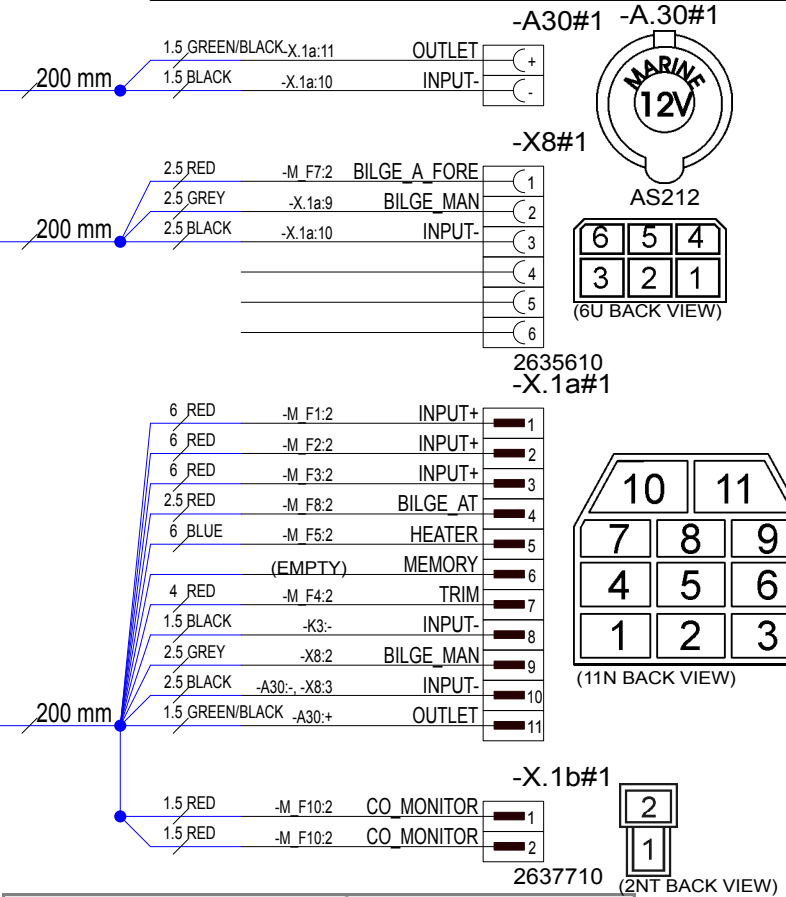 -A30#1 -A.30#1
1.5 GREEN/BLACK -X.1a:11 OUTLET +
200 mm 1.5 BLACK -X.1a:10 INPUT- -
MARINE
12V
AS212
-X8#1
2.5 RED -M_F7:2 BILGE_A_FORE 1
2.5 GREY -X.1a:9 BILGE_MAN 2
200 mm 2.5 BLACK -X.1a:10 INPUT- 3
4
5
6
2635610
6 5 4
3 2 1
(6U BACK VIEW)
-X.1a#1
6 RED -M_F1:2 INPUT+ 1
6 RED -M_F2:2 INPUT+ 2
6 RED -M_F3:2 INPUT+ 3
2.5 RED -M_F8:2 BILGE_AT 4
6 BLUE -M_F5:2 HEATER 5
(EMPTY) MEMORY 6
4 RED -M_F4:2 TRIM 7
1.5 BLACK -K3:- INPUT- 8
2.5 GREY -X8:2 BILGE_MAN 9
2.5 BLACK -A30:-, -X8:3 INPUT- 10
200 mm 1.5 GREEN/BLACK -A30:+ OUTLET 11
10 11
7 8 9
4 5 6
1 2 3
(11N BACK VIEW)
-X.1b#1
1.5 RED -M_F10:2 CO_MONITOR 1
1.5 RED -M_F10:2 CO_MONITOR 2
2637710
2
1
(2NT BACK VIEW)